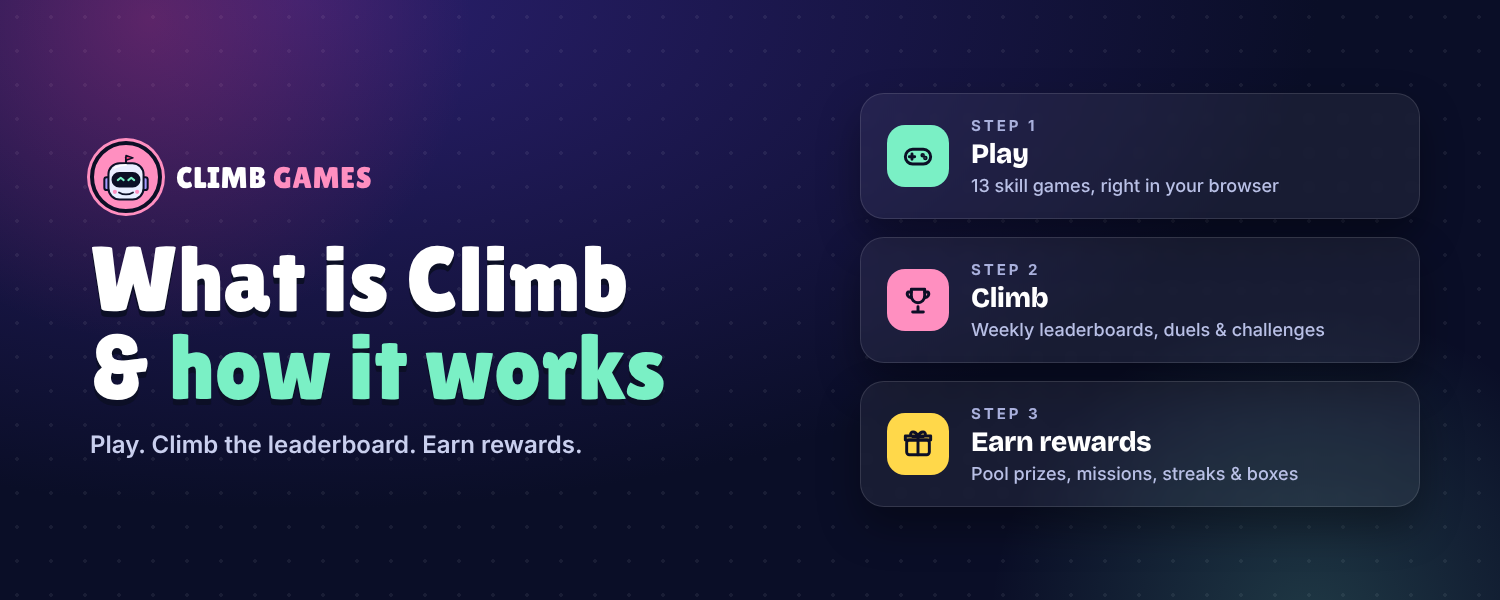 CLIMB GAMES
What is Climb
& how it works
Play. Climb the leaderboard. Earn rewards.
STEP 1
Play
13 skill games, right in your browser
STEP 2
Climb
Weekly leaderboards, duels & challenges
STEP 3
Earn rewards
Pool prizes, missions, streaks & boxes